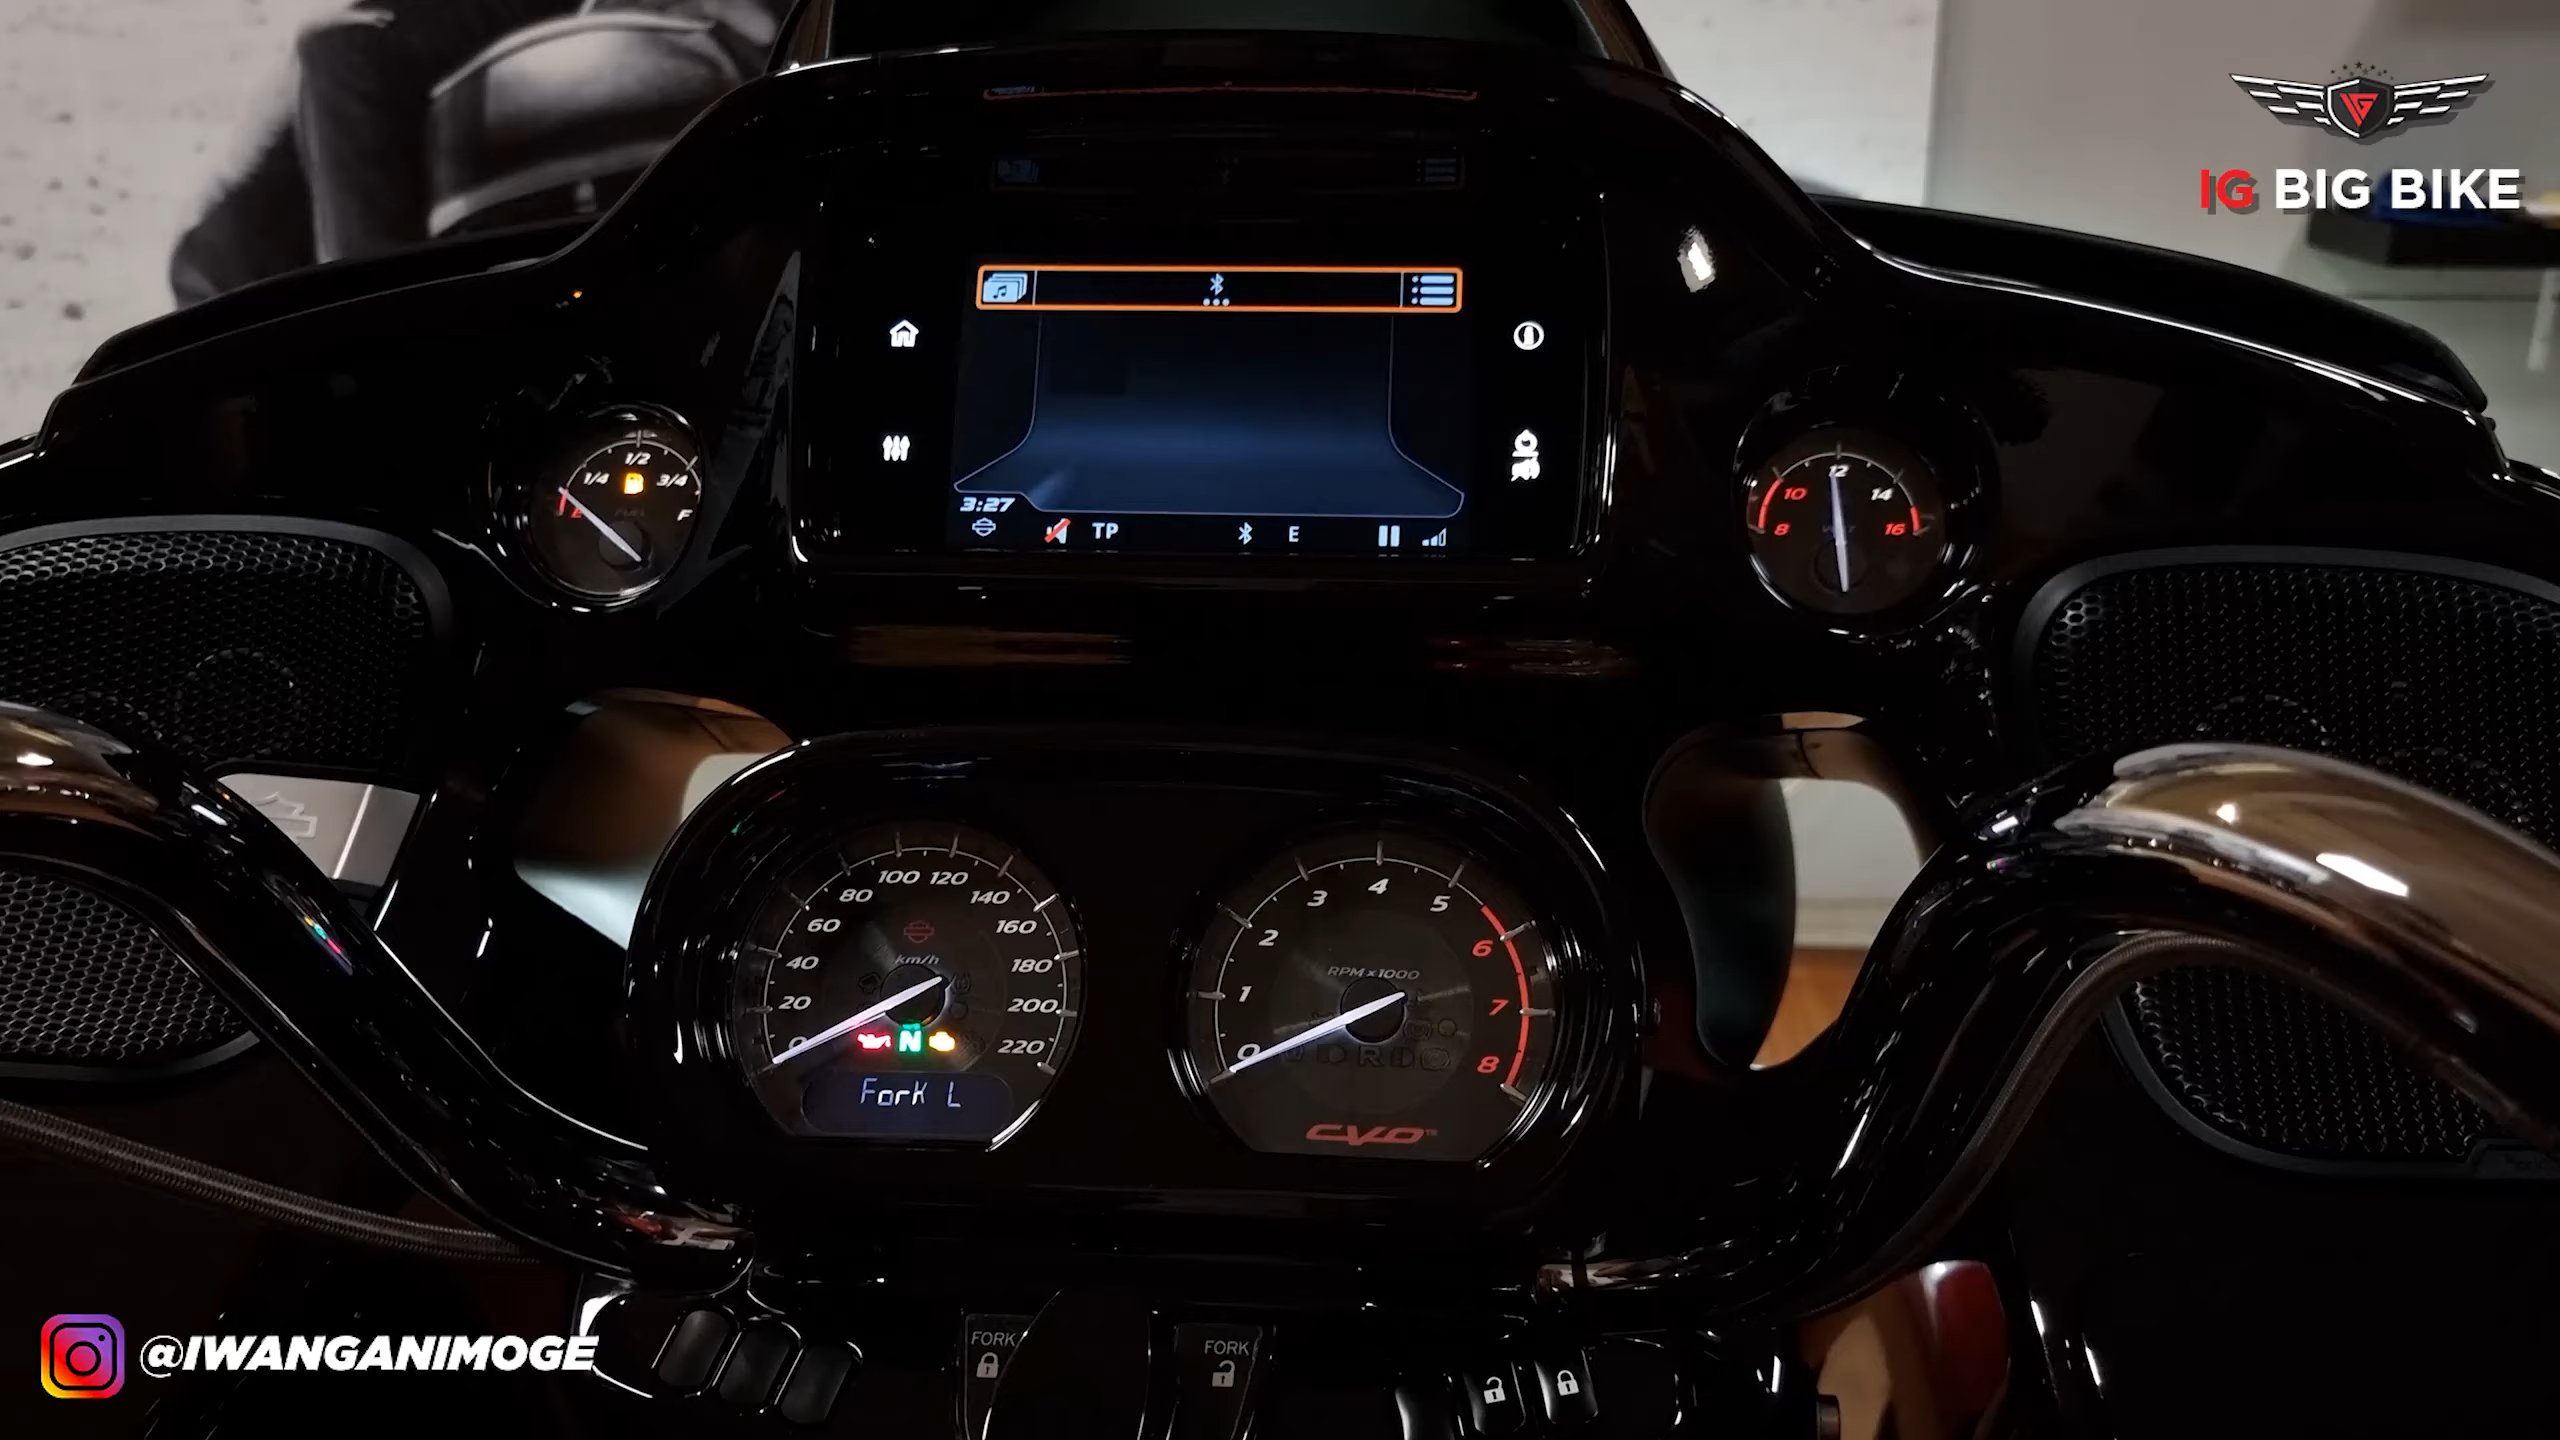 IG BIG BIKE
1/4 1/2 3/4
E FUEL F
3:27
TP E
8 10 12 14 16
VOLT
0 20 40 60 80 100 120 140 160 180 200 220
km/h
N
ForK L
0 1 2 3 4 5 6 7 8
RPM x 1000
R D
CVO™
FORK
FORK
@IWANGANIMOGE